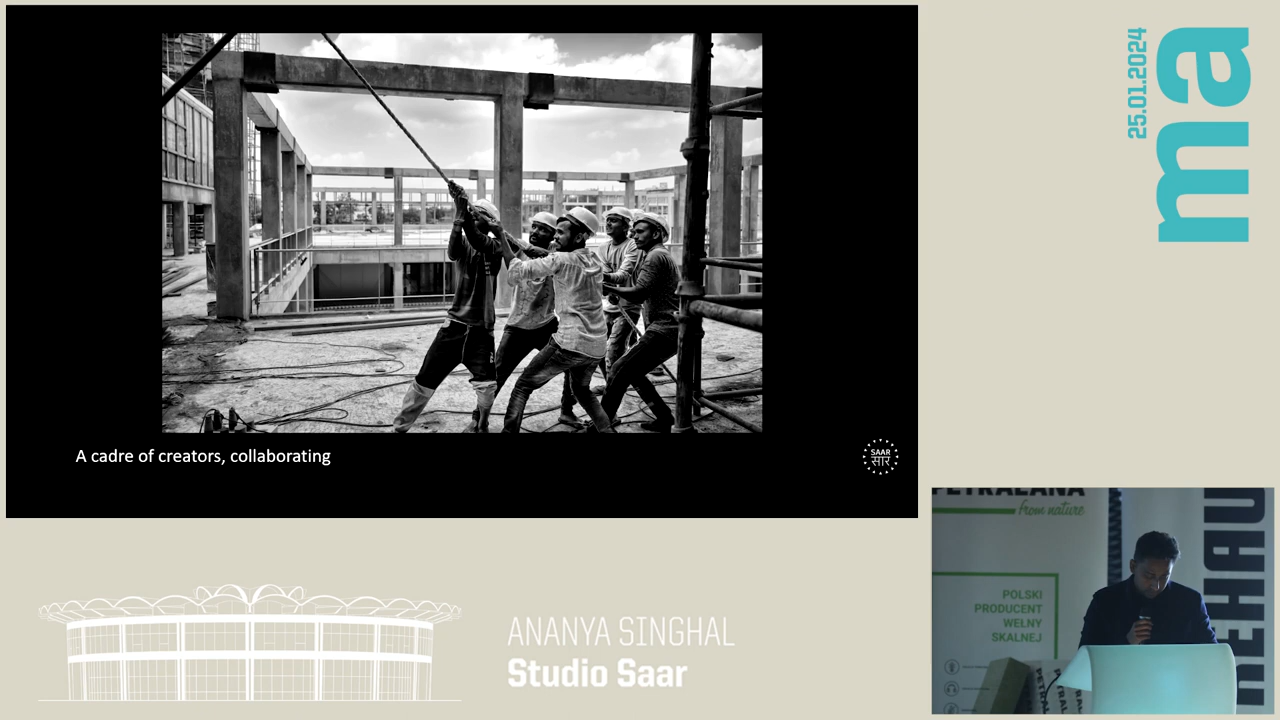 A cadre of creators, collaborating
SAAR
सार
25.01.2024
ma
ANANYA SINGHAL
Studio Saar
PETRALANA
from nature
POLSKI
PRODUCENT
WEŁNY
SKALNEJ
REHAU